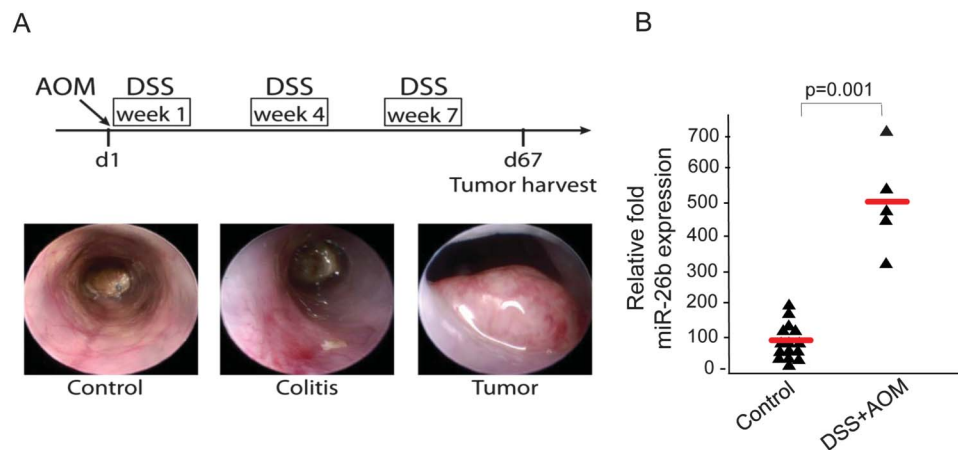 A
AOM
DSS DSS DSS
week 1 week 4 week 7
d1 d67
Tumor harvest
Control Colitis Tumor
B
p=0.001
Relative fold
miR-26b expression
700
600
500
400
300
200
100
0 -
Control
DSS+AOM